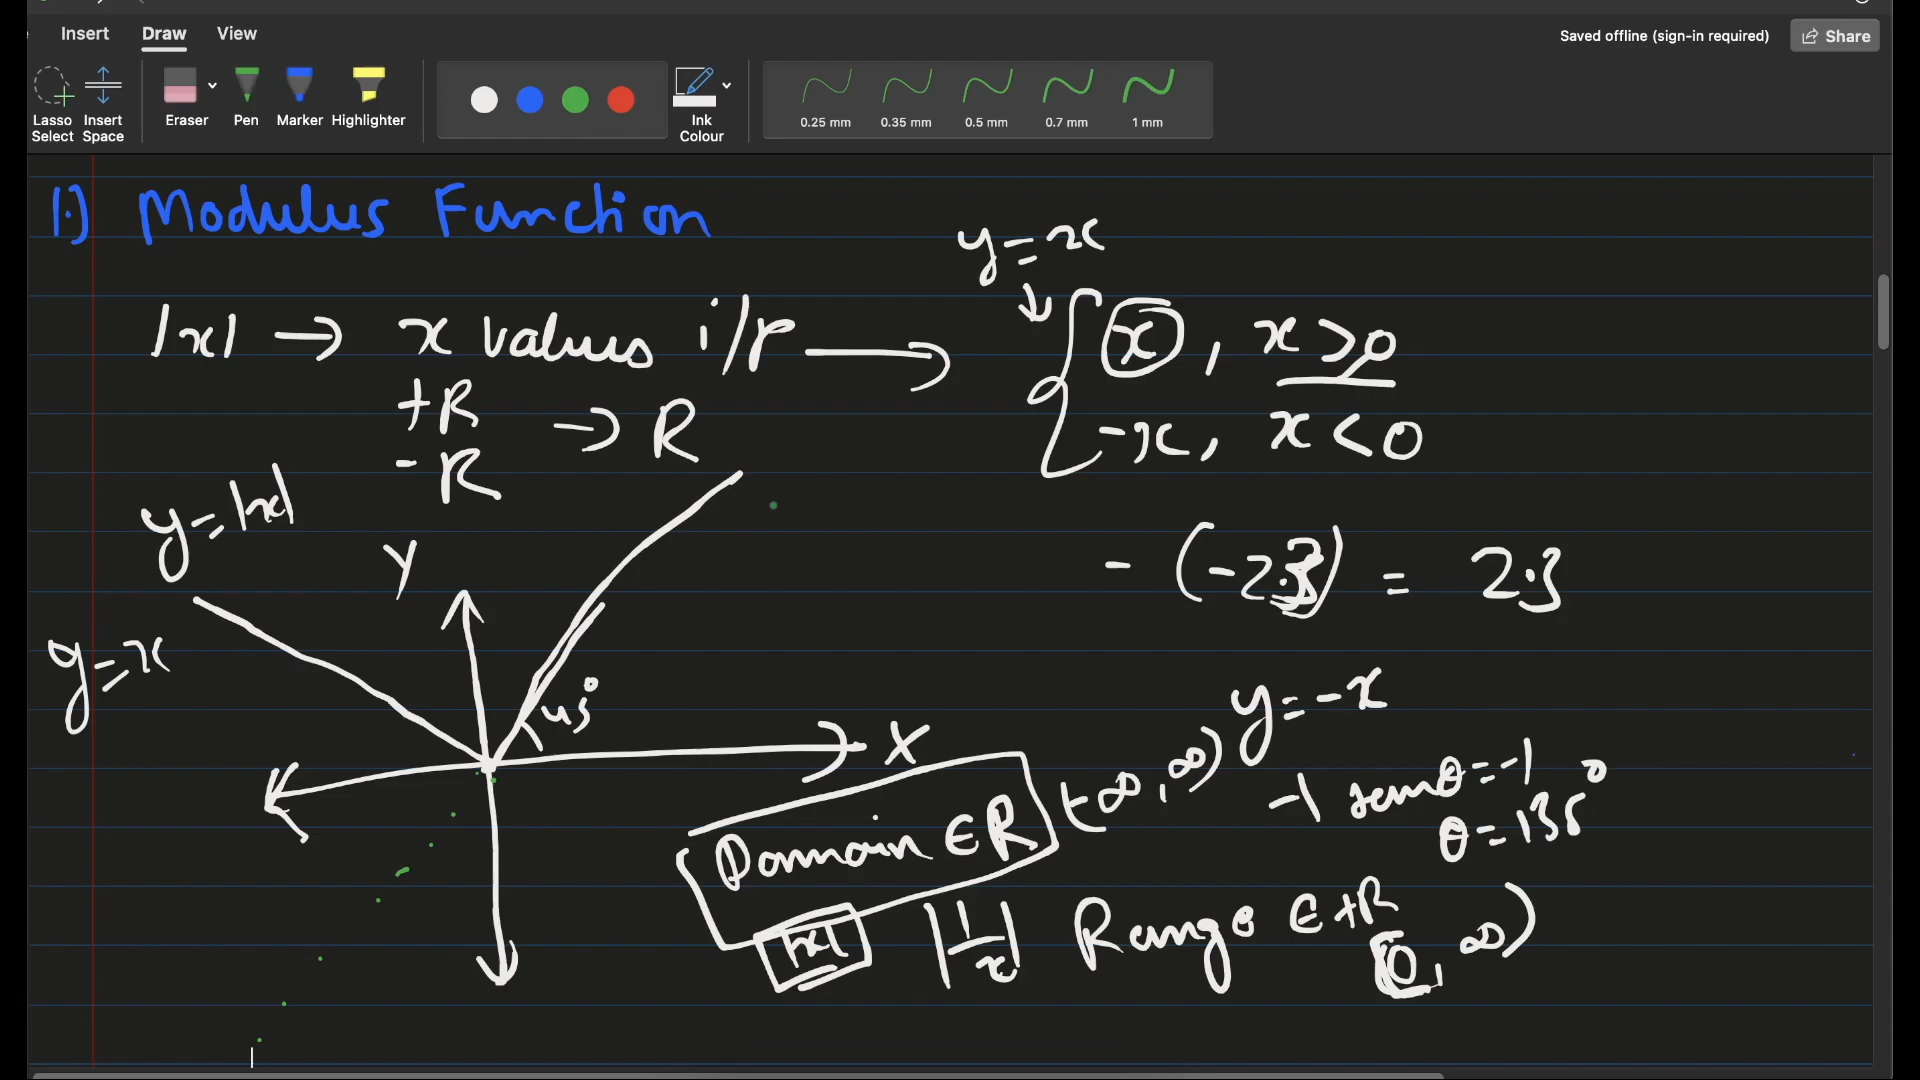 Insert Draw View
Saved offline (sign-in required) Share
Lasso Select
Insert Space
Eraser Pen Marker Highlighter
Ink Colour
0.25 mm 0.35 mm 0.5 mm 0.7 mm 1 mm
1.) Modulus Function
y=x
|x| → x values i/p → { x, x>0
+R
-R → R
-x, x<0
y=|x|
Y
- (-2.3) = 2.3
y=x
45°
X
y=-x
-1 tanθ=-1
θ=135°
Domain ∈ R (-∞, ∞)
|x| |1/x| Range ∈ +R
[0, ∞)